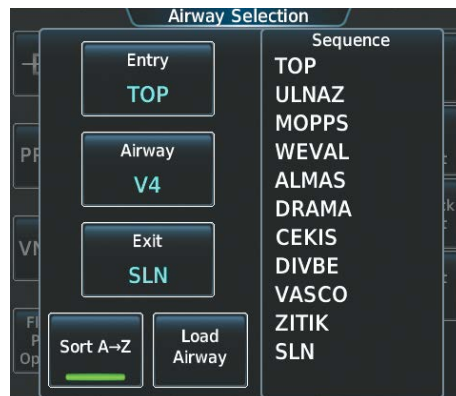 Airway Selection
Entry
TOP
Airway
V4
Exit
SLN
Sort A→Z
Load
Airway
Sequence
TOP
ULNAZ
MOPPS
WEVAL
ALMAS
DRAMA
CEKIS
DIVBE
VASCO
ZITIK
SLN